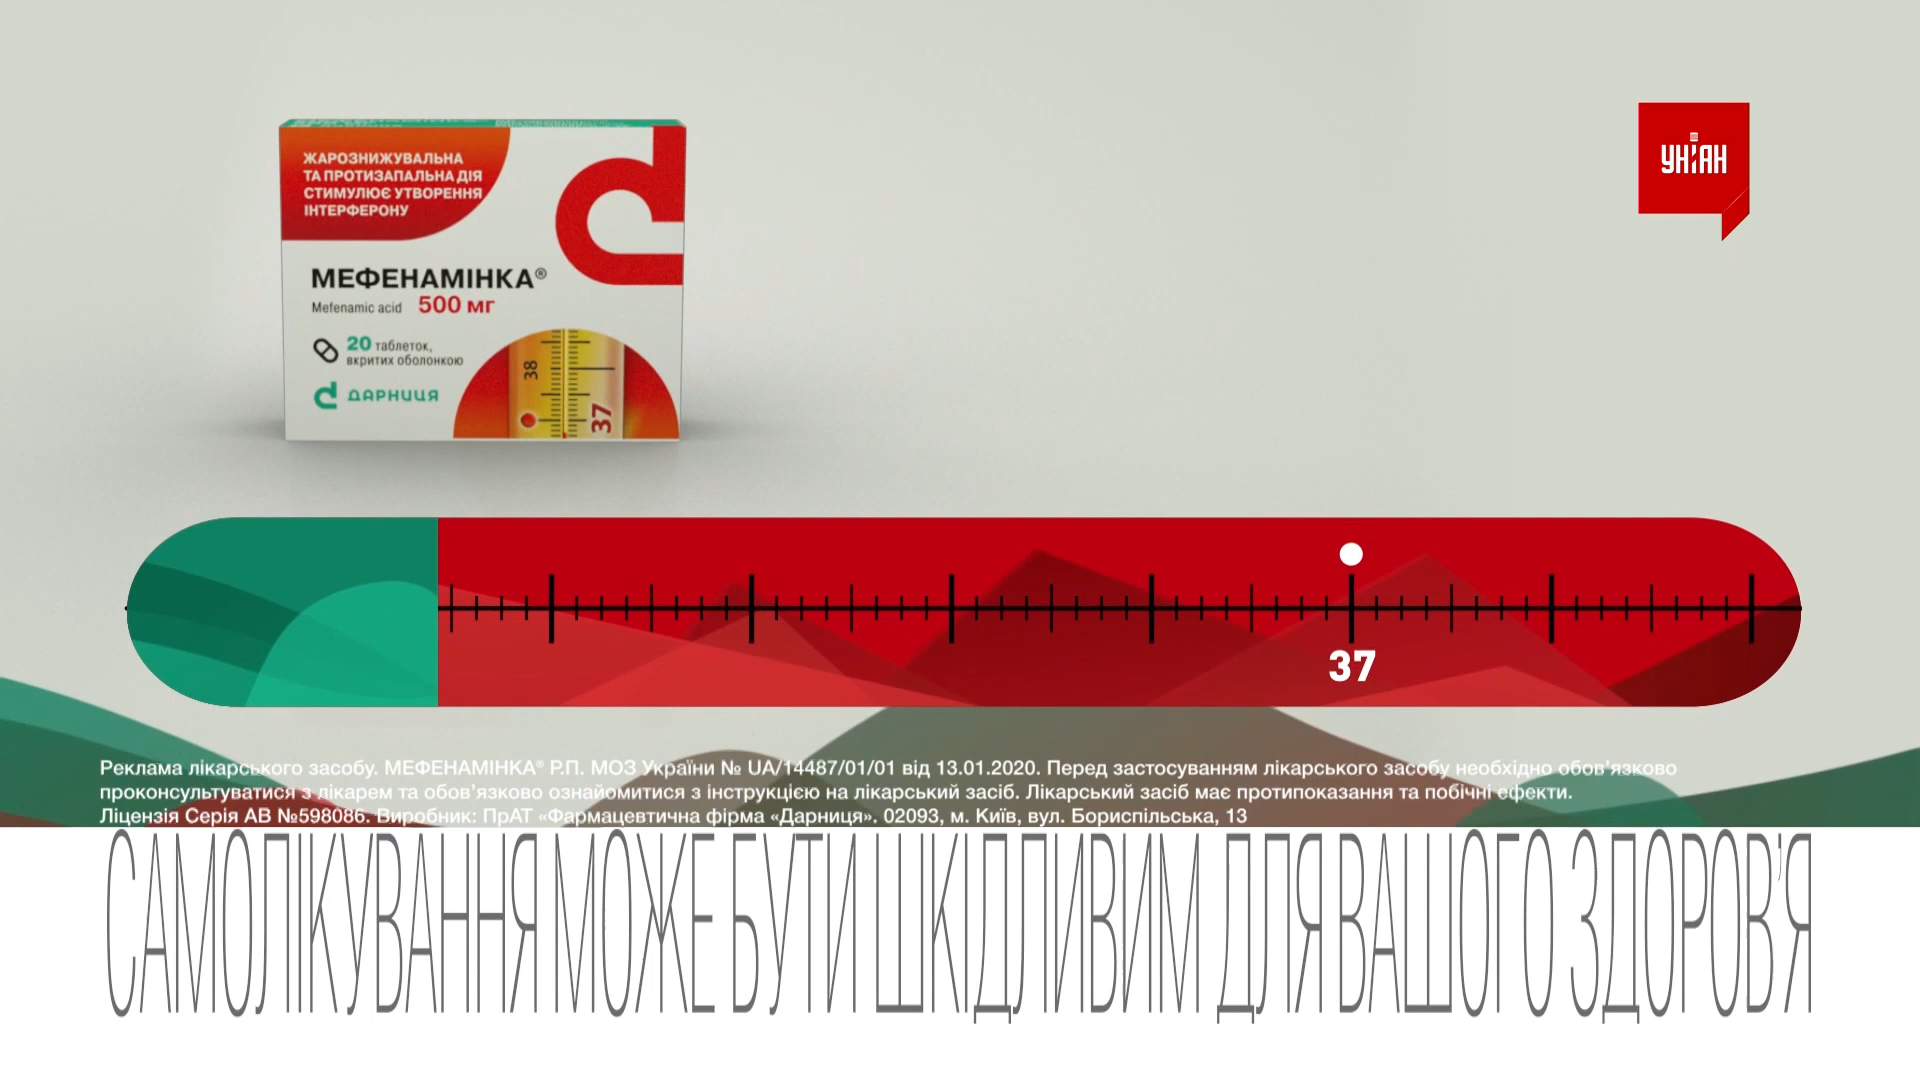 ЖАРОЗНИЖУВАЛЬНА
ТА ПРОТИЗАПАЛЬНА ДІЯ
СТИМУЛЮЄ УТВОРЕННЯ
ІНТЕРФЕРОНУ
МЕФЕНАМІНКА®
Mefenamic acid 500 мг
20 таблеток,
вкритих оболонкою
ДАРНИЦЯ
38
37
УНІАН
37
Реклама лікарського засобу. МЕФЕНАМІНКА® Р.П. МОЗ України № UA/14487/01/01 від 13.01.2020. Перед застосуванням лікарського засобу необхідно обов'язково
проконсультуватися з лікарем та обов'язково ознайомитися з інструкцією на лікарський засіб. Лікарський засіб має протипоказання та побічні ефекти.
Ліцензія Серія АВ №598086. Виробник: ПрАТ «Фармацевтична фірма «Дарниця». 02093, м. Київ, вул. Бориспільська, 13
САМОЛІКУВАННЯ МОЖЕ БУТИ ШКІДЛИВИМ ДЛЯ ВАШОГО ЗДОРОВ'Я